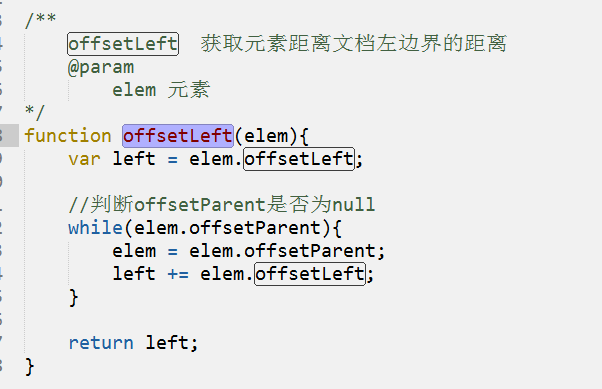 /**
offsetLeft 获取元素距离文档左边界的距离
@param
elem 元素
*/
function offsetLeft(elem){
var left = elem.offsetLeft;
//判断offsetParent是否为null
while(elem.offsetParent){
elem = elem.offsetParent;
left += elem.offsetLeft;
}
return left;
}